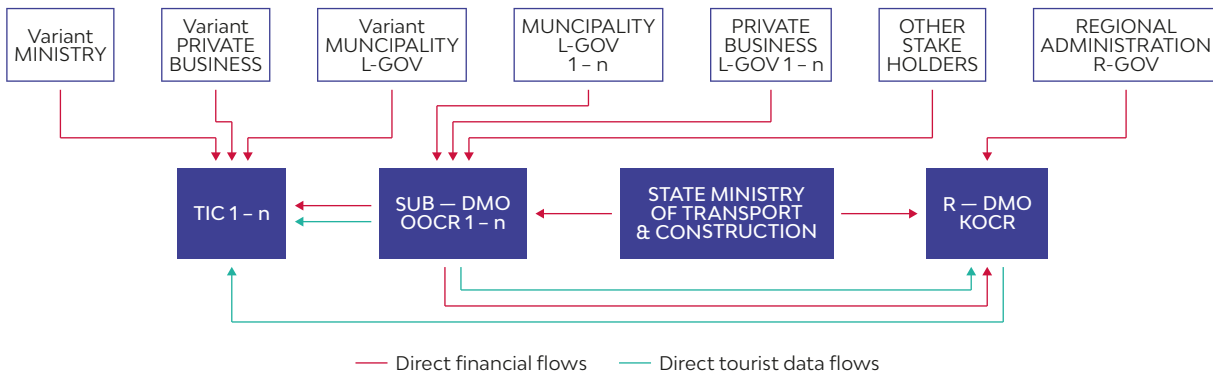 Variant
MINISTRY
Variant
PRIVATE
BUSINESS
Variant
MUNCIPALITY
L-GOV
MUNCIPALITY
L-GOV
1 – n
PRIVATE
BUSINESS
L-GOV 1 – n
OTHER
STAKE
HOLDERS
REGIONAL
ADMINISTRATION
R-GOV
TIC 1 – n
SUB — DMO
OOCR 1 – n
STATE MINISTRY
OF TRANSPORT
& CONSTRUCTION
R — DMO
KOCR
Direct financial flows
Direct tourist data flows